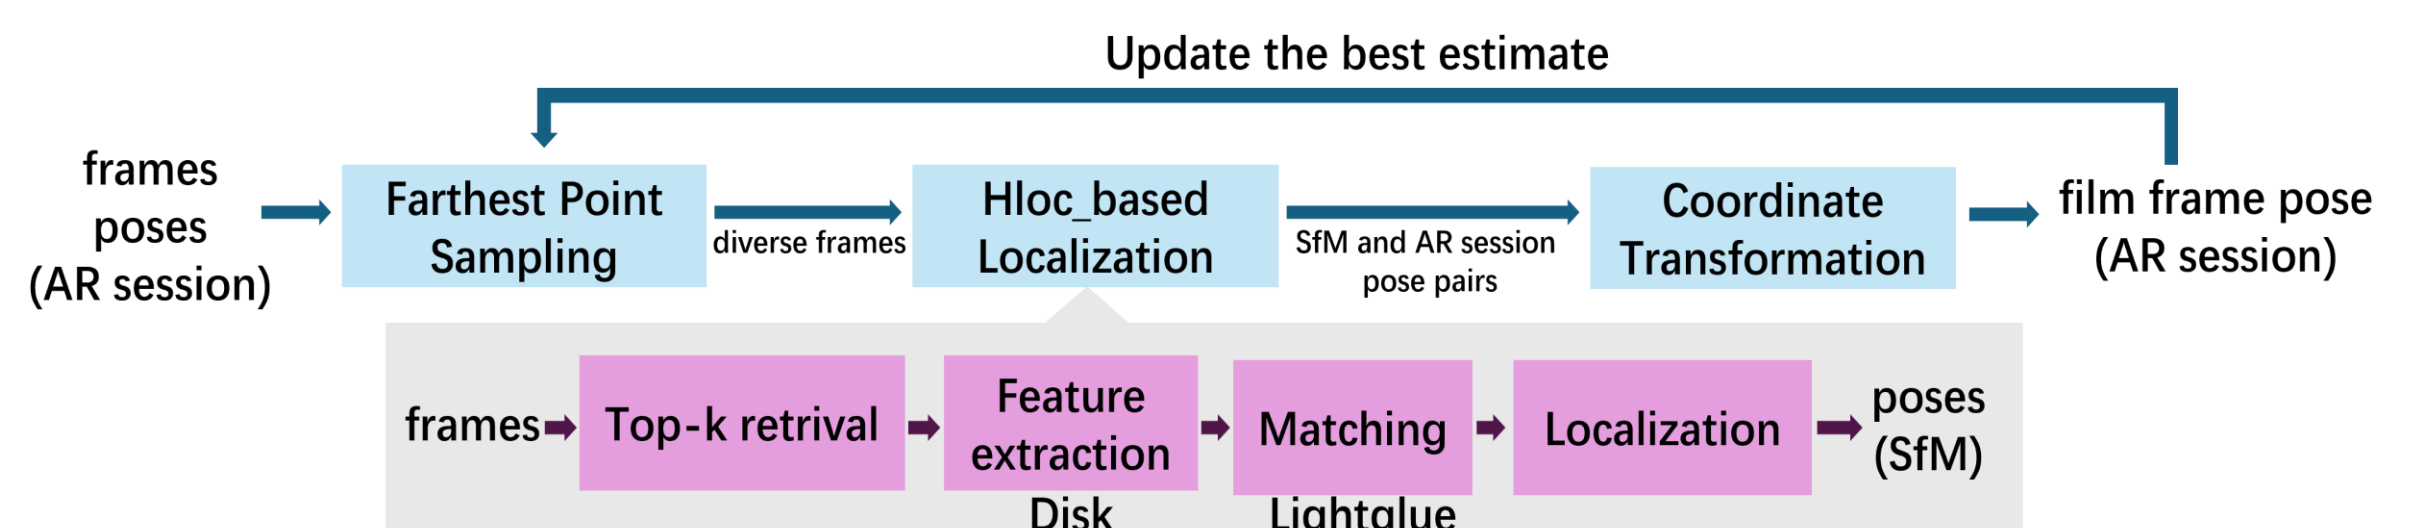 Update the best estimate
frames
poses
(AR session)
Farthest Point
Sampling
diverse frames
Hloc_based
Localization
SfM and AR session
pose pairs
Coordinate
Transformation
film frame pose
(AR session)
frames
Top-k retrival
Feature
extraction
Disk
Matching
Lightglue
Localization
poses
(SfM)